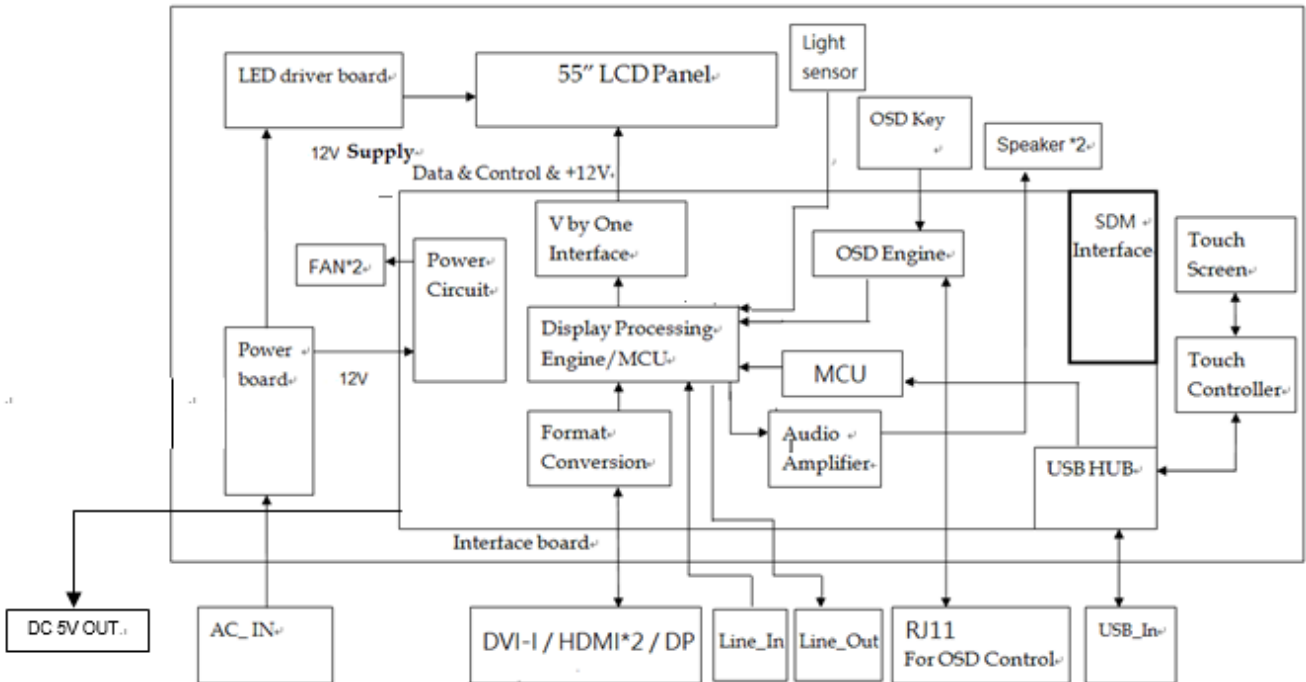 LED driver board
55" LCD Panel
Light
sensor
OSD Key
Speaker *2
12V Supply
Data & Control & +12V
V by One
Interface
SDM
Interface
Touch
Screen
FAN*2
Power
Circuit
OSD Engine
Display Processing
Engine/MCU
Power
board
12V
MCU
Touch
Controller
Format
Conversion
Audio
Amplifier
USB HUB
Interface board
DC 5V OUT
AC_ IN
DVI-I / HDMI*2 / DP
Line_In
Line_Out
RJ11
For OSD Control
USB_In